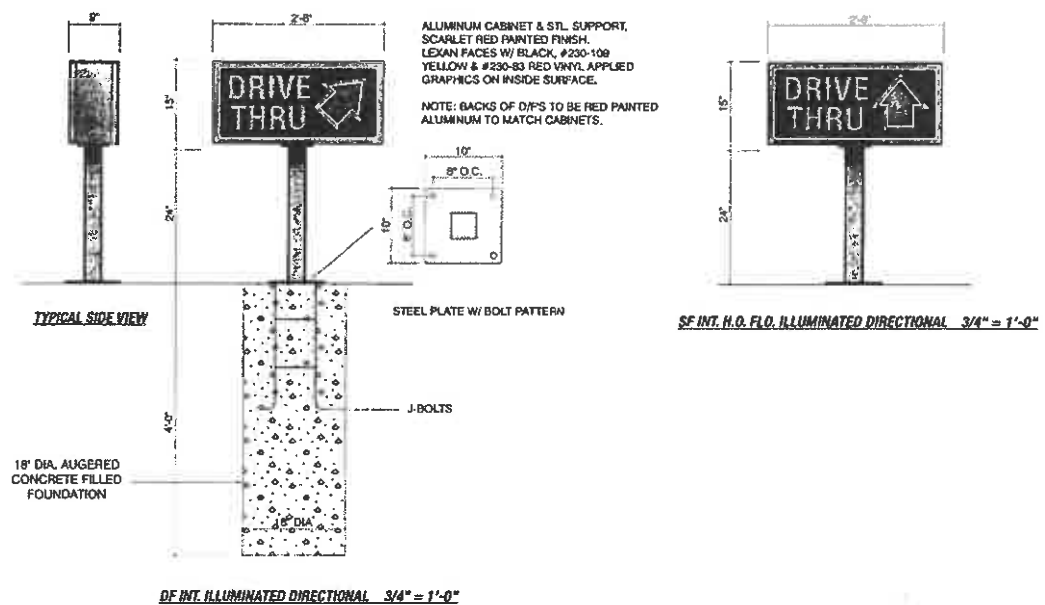 9"
2'-8"
ALUMINUM CABINET & STL. SUPPORT,
SCARLET RED PAINTED FINISH.
LEXAN FACES W/ BLACK, #230-109
YELLOW & #230-83 RED VINYL APPLIED
GRAPHICS ON INSIDE SURFACE.
NOTE: BACKS OF D/F'S TO BE RED PAINTED
ALUMINUM TO MATCH CABINETS.
2'-8"
15"
DRIVE
THRU
15"
DRIVE
THRU
10"
8" O.C.
10"
8" O.C.
24"
24"
TYPICAL SIDE VIEW
STEEL PLATE W/ BOLT PATTERN
SF INT. H.O. FLO. ILLUMINATED DIRECTIONAL 3/4" = 1'-0"
4'-0"
J-BOLTS
18" DIA. AUGERED
CONCRETE FILLED
FOUNDATION
18" DIA
DF INT. ILLUMINATED DIRECTIONAL 3/4" = 1'-0"